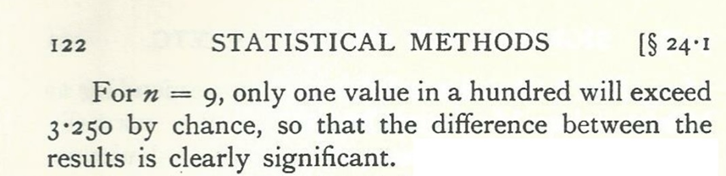 122 STATISTICAL METHODS [§ 24·1
For n = 9, only one value in a hundred will exceed
3·250 by chance, so that the difference between the
results is clearly significant.